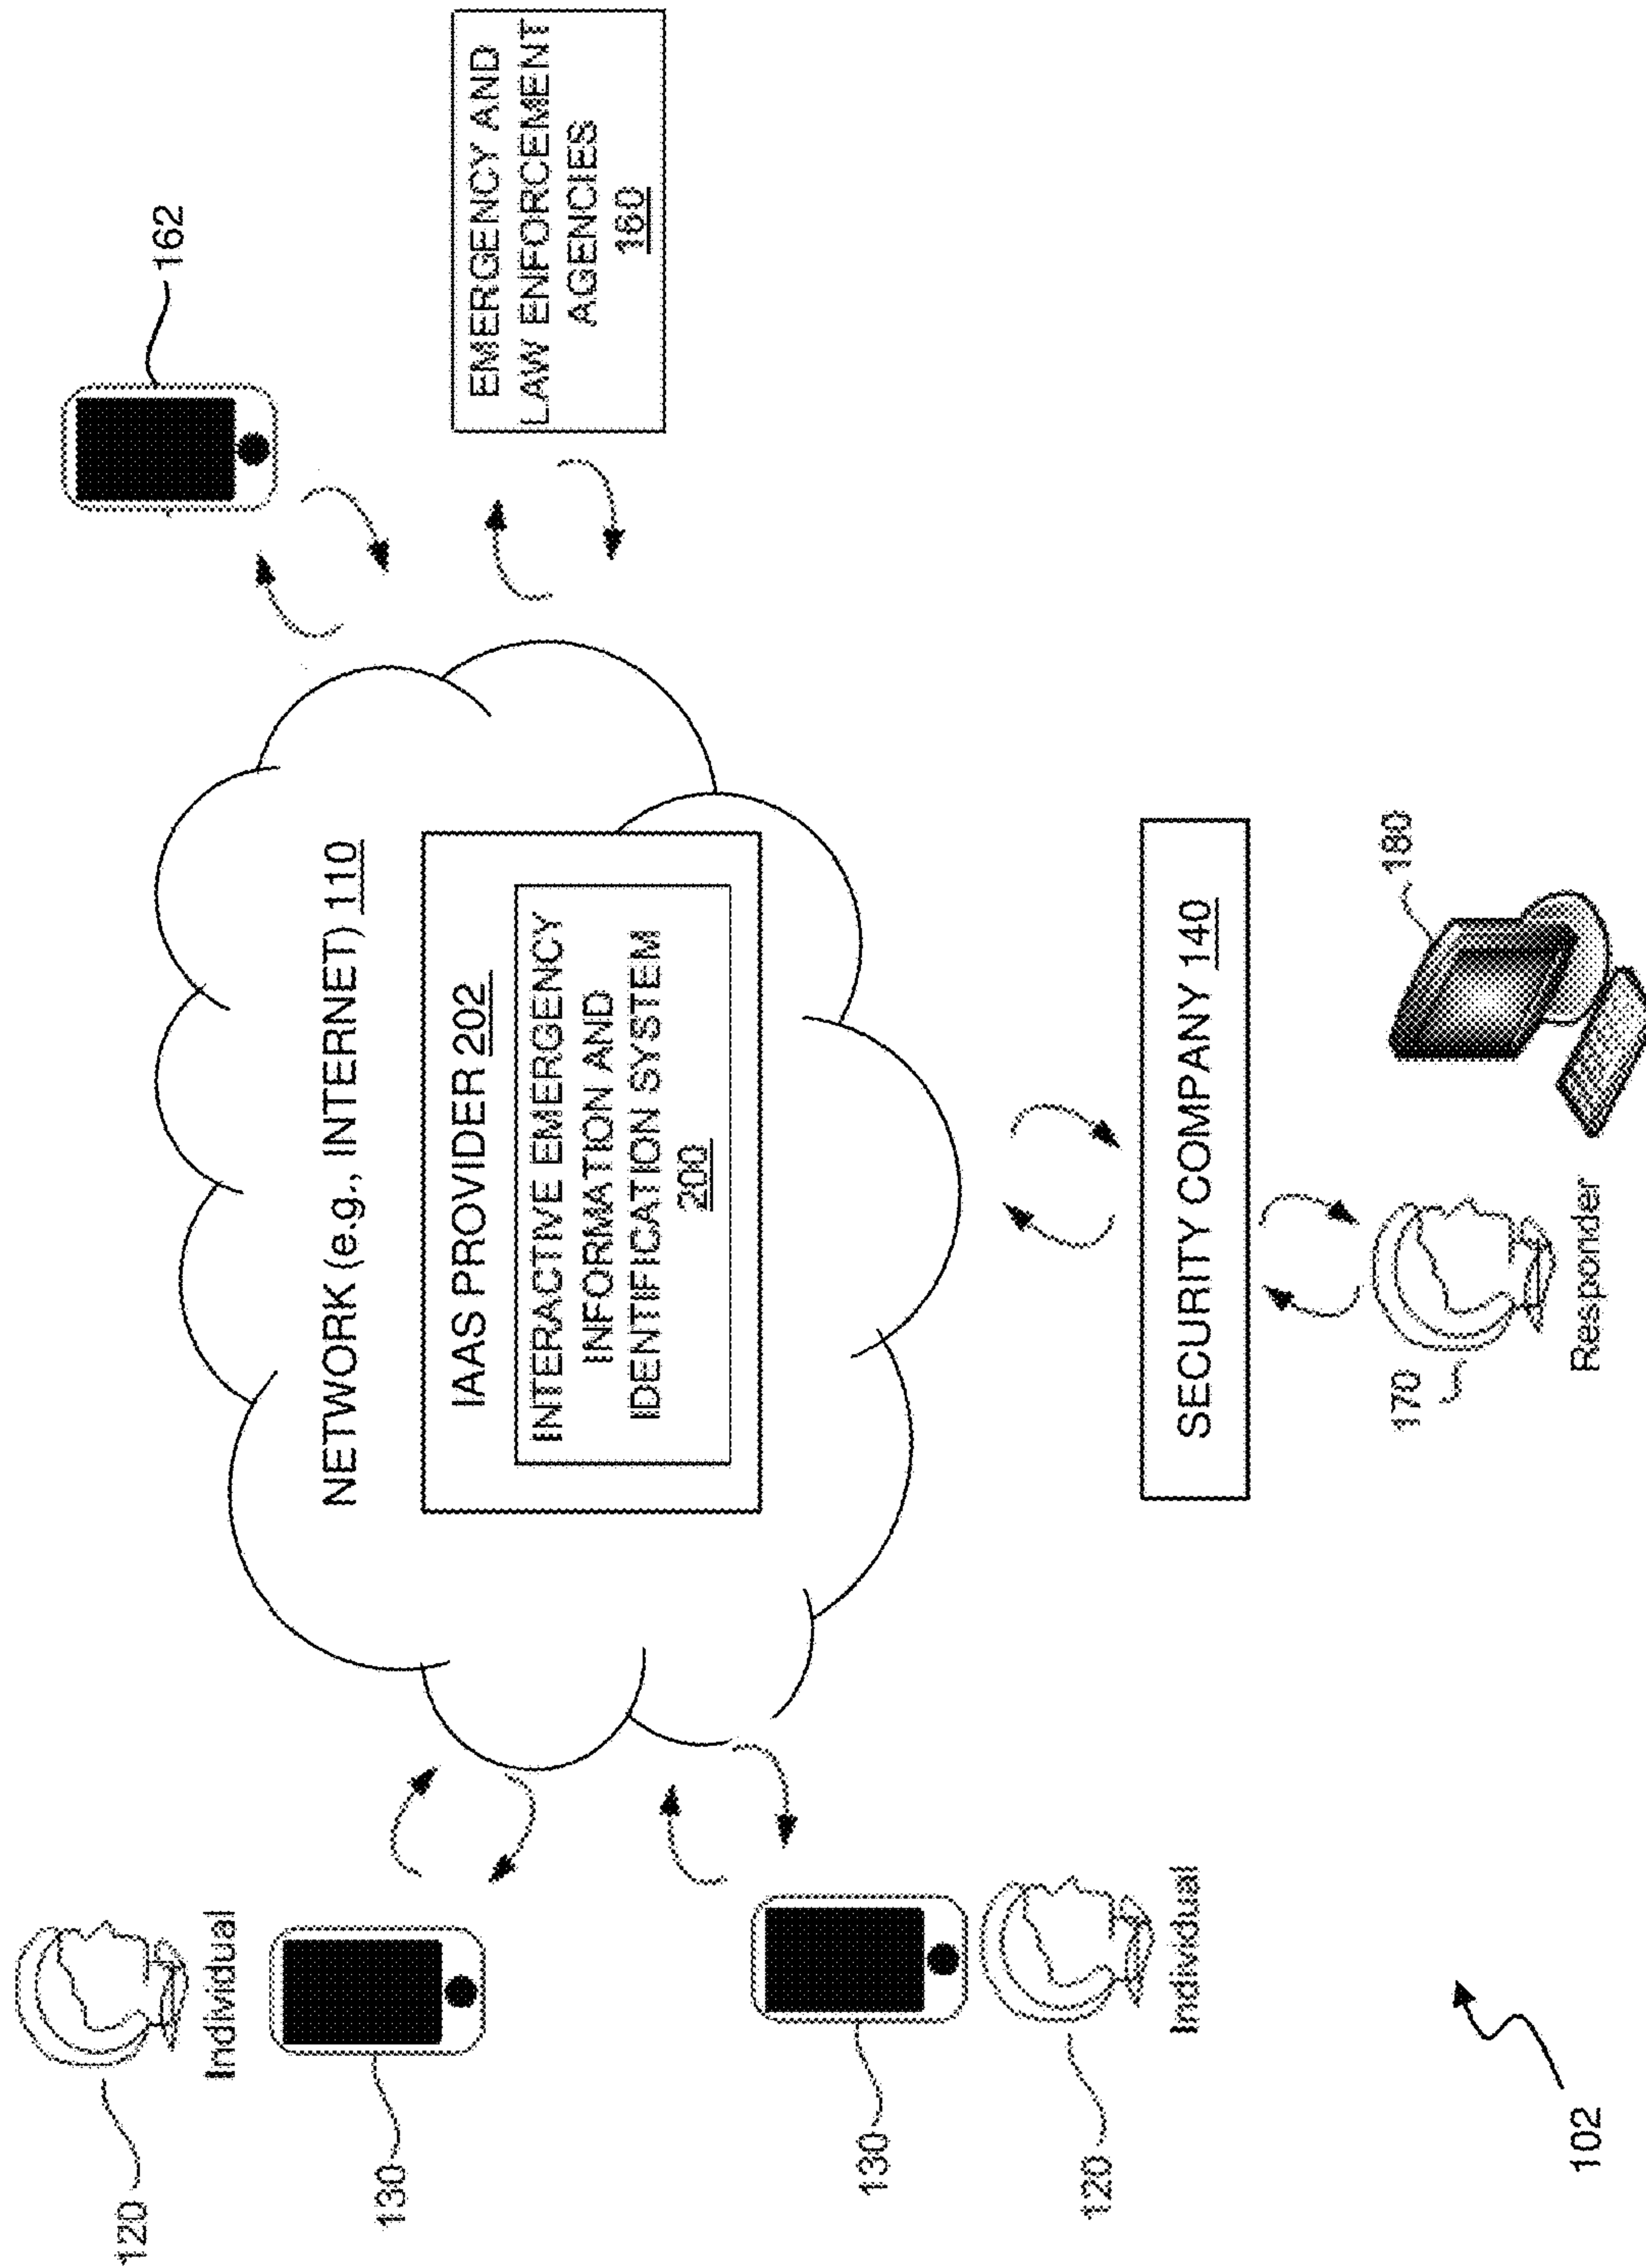 120
Individual
130
162
NETWORK (e.g., INTERNET) 110
IAAS PROVIDER 202
INTERACTIVE EMERGENCY
INFORMATION AND
IDENTIFICATION SYSTEM
200
EMERGENCY AND
LAW ENFORCEMENT
AGENCIES
160
130
120
Individual
SECURITY COMPANY 140
170
180
Responder
102